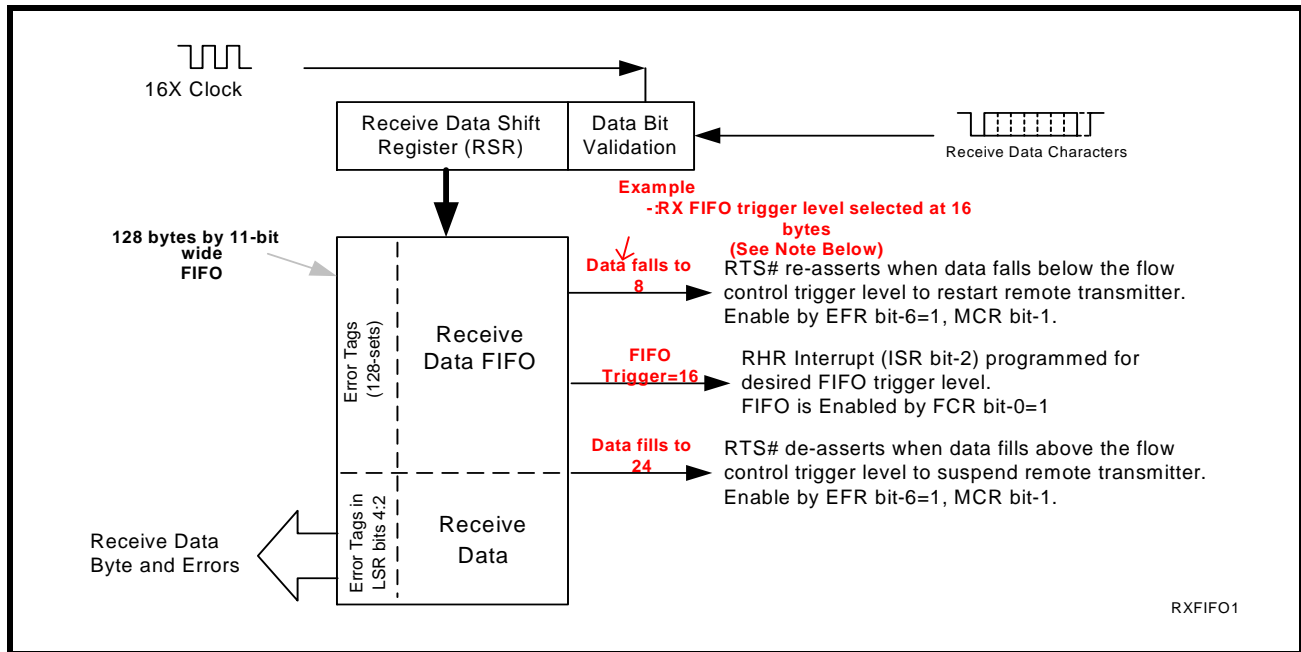 16X Clock
Receive Data Shift
Register (RSR)
Data Bit
Validation
Receive Data Characters
Example
-:RX FIFO trigger level selected at 16
bytes
(See Note Below)
128 bytes by 11-bit
wide
FIFO
Data falls to
8
RTS# re-asserts when data falls below the flow
control trigger level to restart remote transmitter.
Enable by EFR bit-6=1, MCR bit-1.
Error Tags
(128-sets)
Receive
Data FIFO
FIFO
Trigger=16
RHR Interrupt (ISR bit-2) programmed for
desired FIFO trigger level.
FIFO is Enabled by FCR bit-0=1
Data fills to
24
RTS# de-asserts when data fills above the flow
control trigger level to suspend remote transmitter.
Enable by EFR bit-6=1, MCR bit-1.
Error Tags in
LSR bits 4:2
Receive
Data
Receive Data
Byte and Errors
RXFIFO1